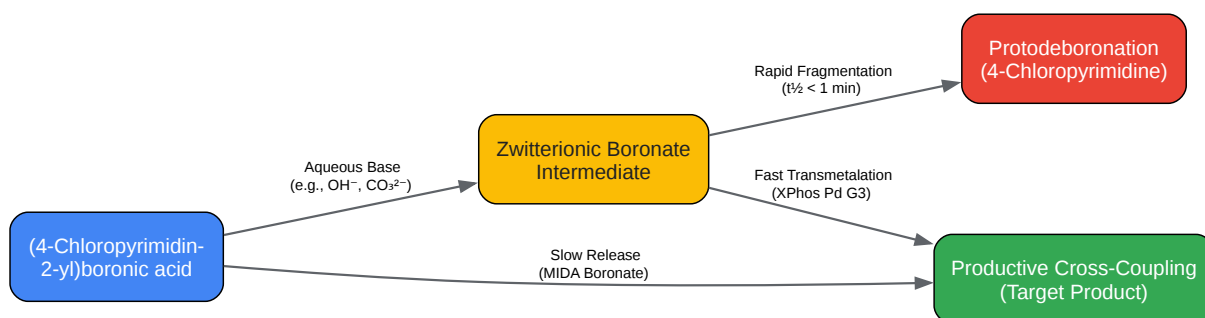 (4-Chloropyrimidin-
2-yl)boronic acid
Aqueous Base
(e.g., OH⁻, CO₃²⁻)
Zwitterionic Boronate
Intermediate
Rapid Fragmentation
(t½ < 1 min)
Protodeboronation
(4-Chloropyrimidine)
Fast Transmetalation
(XPhos Pd G3)
Slow Release
(MIDA Boronate)
Productive Cross-Coupling
(Target Product)